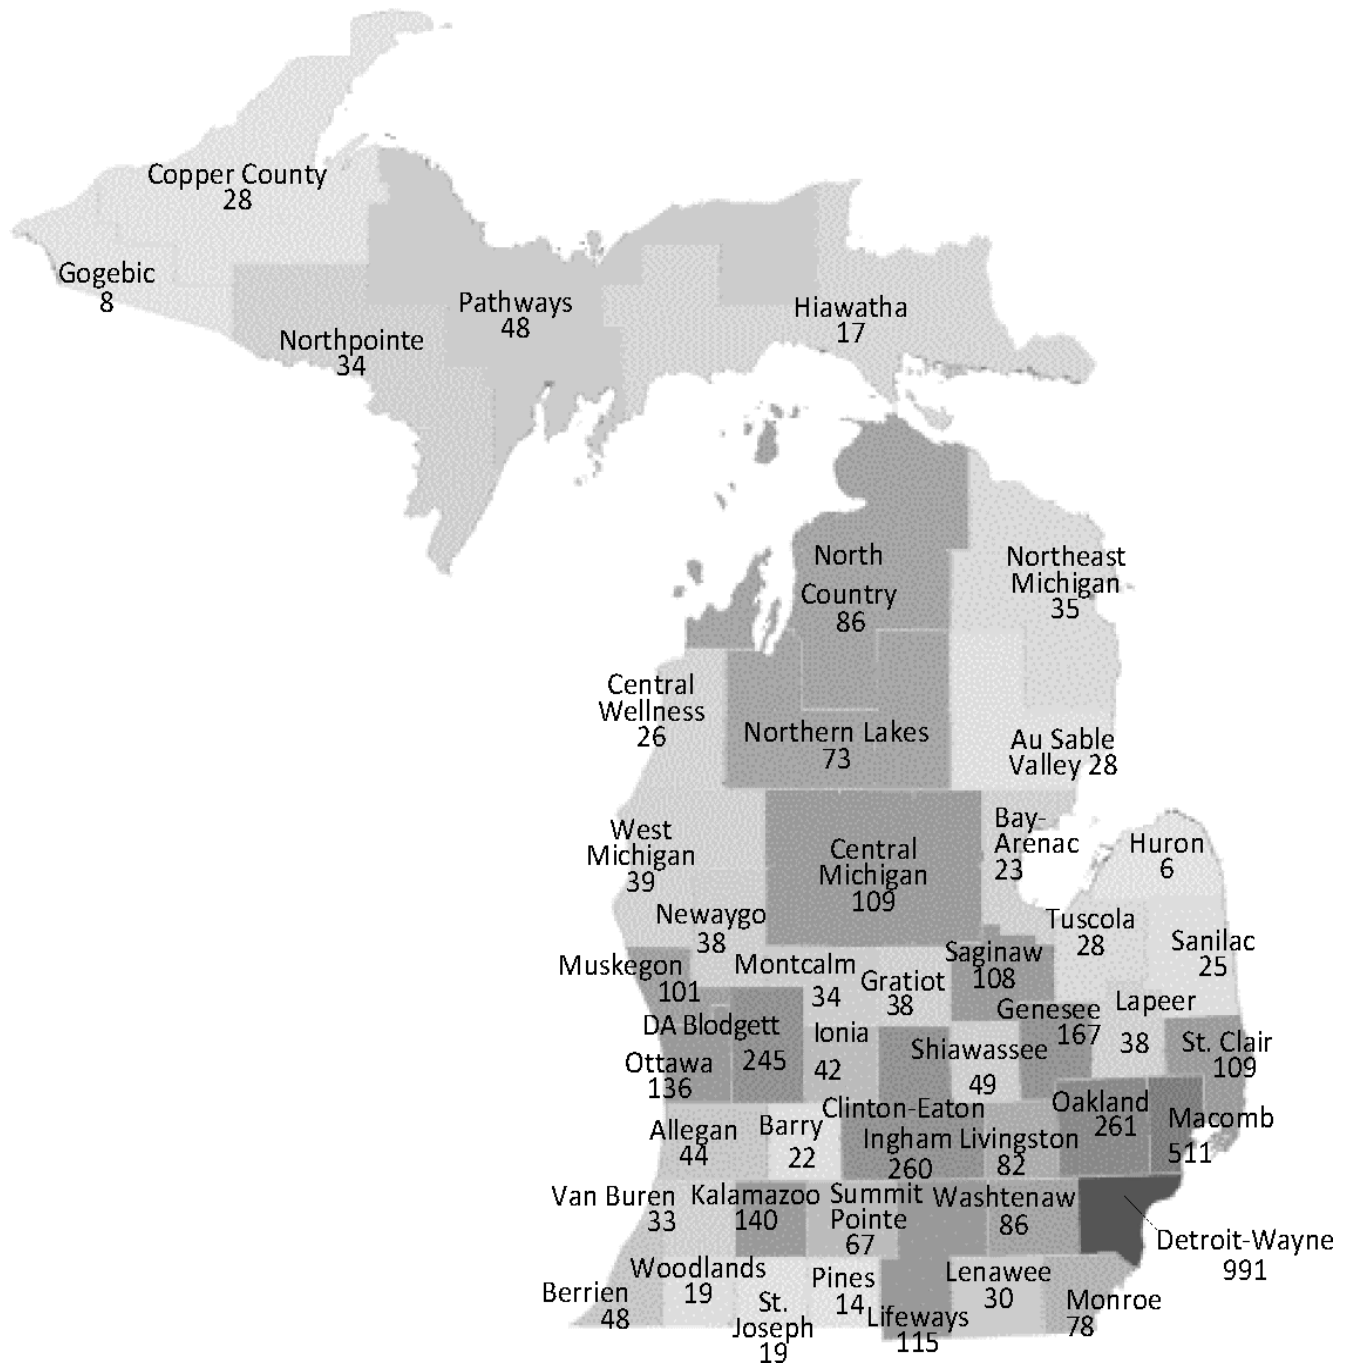 Copper County
28
Gogebic
8
Northpointe
34
Pathways
48
Hiawatha
17
North
Country
86
Northeast
Michigan
35
Central
Wellness
26
Northern Lakes
73
Au Sable
Valley 28
West
Michigan
39
Central
Michigan
109
Bay-
Arenac
23
Huron
6
Newaygo
38
Tuscola
28
Sanilac
25
Muskegon
101
Montcalm
34
Gratiot
38
Saginaw
108
Genesee
167
Lapeer
38
St. Clair
109
DA Blodgett
245
Ottawa
136
Ionia
42
Shiawassee
49
Clinton-Eaton
Ingham
260
Livingston
82
Oakland
261
Macomb
511
Allegan
44
Barry
22
Van Buren
33
Kalamazoo
140
Summit
Pointe
67
Washtenaw
86
Detroit-Wayne
991
Berrien
48
Woodlands
19
St.
Joseph
19
Pines
14
Lifeways
115
Lenawee
30
Monroe
78